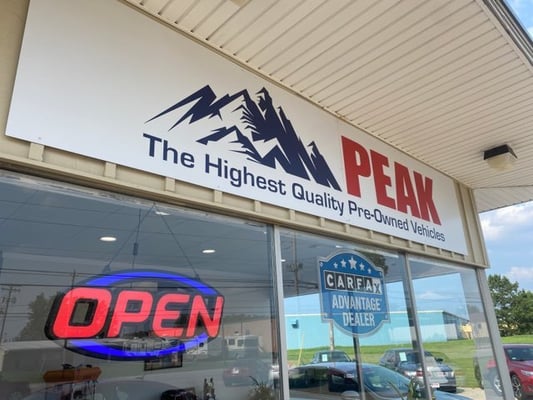 PEAK
The Highest Quality Pre-Owned Vehicles
OPEN
CARFAX
ADVANTAGE
DEALER